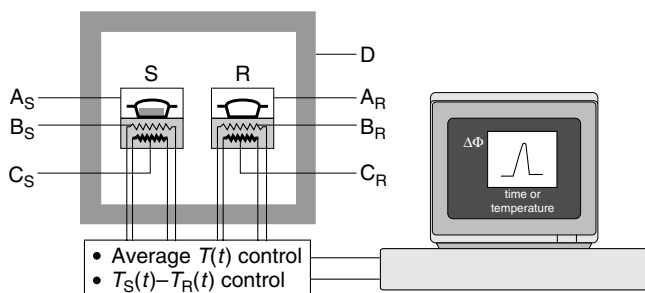 D
S R
A_S A_R
B_S B_R
C_S C_R
ΔΦ
time or
temperature
• Average T(t) control
• T_S(t)–T_R(t) control